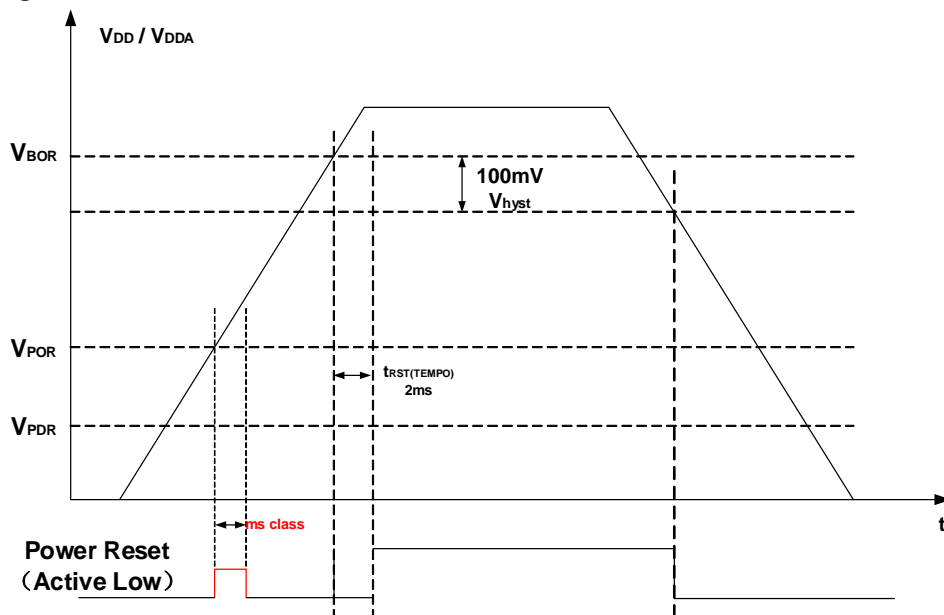 VDD / VDDA
VBOR
100mV
Vhyst
VPOR
tRST(TEMPO)
2ms
VPDR
t
ms class
Power Reset
（Active Low）